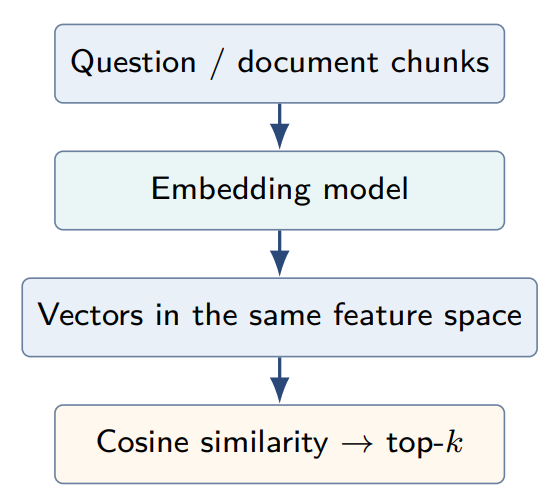 Question / document chunks
Embedding model
Vectors in the same feature space
Cosine similarity → top-k